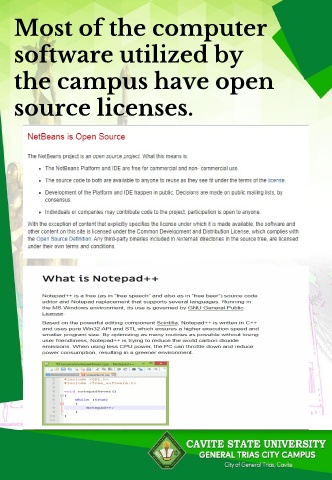 Most of the computer
software utilized by
the campus have open
source licenses.
NetBeans is Open Source
The NetBeans project is an open source project. What this means is
• The NetBeans Platform and IDE are free for commercial and non- commercial use.
• The source code to both are available to anyone to reuse as they see fit under the terms of the license.
• Development of the Platform and IDE happen in public. Decisions are made on public mailing lists, by
consensus.
• Individuals or companies may contribute code to the project; participation is open to anyone.
With the exception of content that explicitly specifies the license under which it is made available, the software and
other content on this site is licensed under the Common Development and Distribution License, which complies with
the Open Source Definition. Any third-party binaries included in external directories in the source tree, are licensed
under their own terms and conditions.
What is Notepad++
Notepad++ is a free (as in "free speech" and also as in "free beer") source code
editor and Notepad replacement that supports several languages. Running in
the MS Windows environment, its use is governed by GNU General Public
License.
Based on the powerful editing component Scintilla, Notepad++ is written in C++
and uses pure Win32 API and STL which ensures a higher execution speed and
smaller program size. By optimizing as many routines as possible without losing
user friendliness, Notepad++ is trying to reduce the world carbon dioxide
emissions. When using less CPU power, the PC can throttle down and reduce
power consumption, resulting in a greener environment.
#include <GPL.h>
#include <free_software.h>
void notepad4ever()
{
while (true)
{
Notepad++;
}
CAVITE STATE UNIVERSITY
GENERAL TRIAS CITY CAMPUS
City of General Trias, Cavite